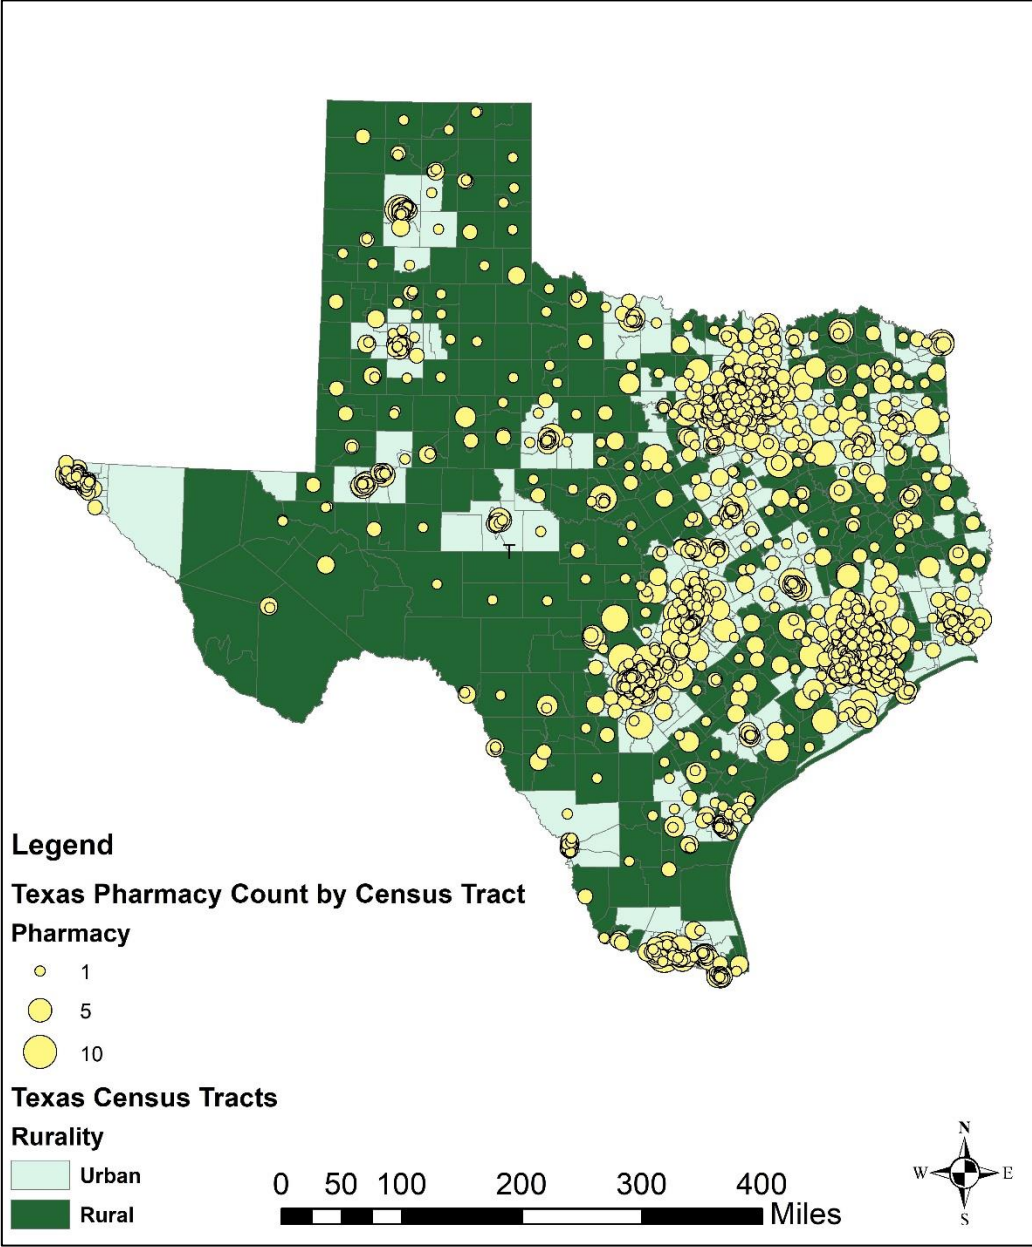 T
Legend
Texas Pharmacy Count by Census Tract
Pharmacy
1
5
10
Texas Census Tracts
Rurality
Urban
Rural
0 50 100 200 300 400
Miles
N
W E
S